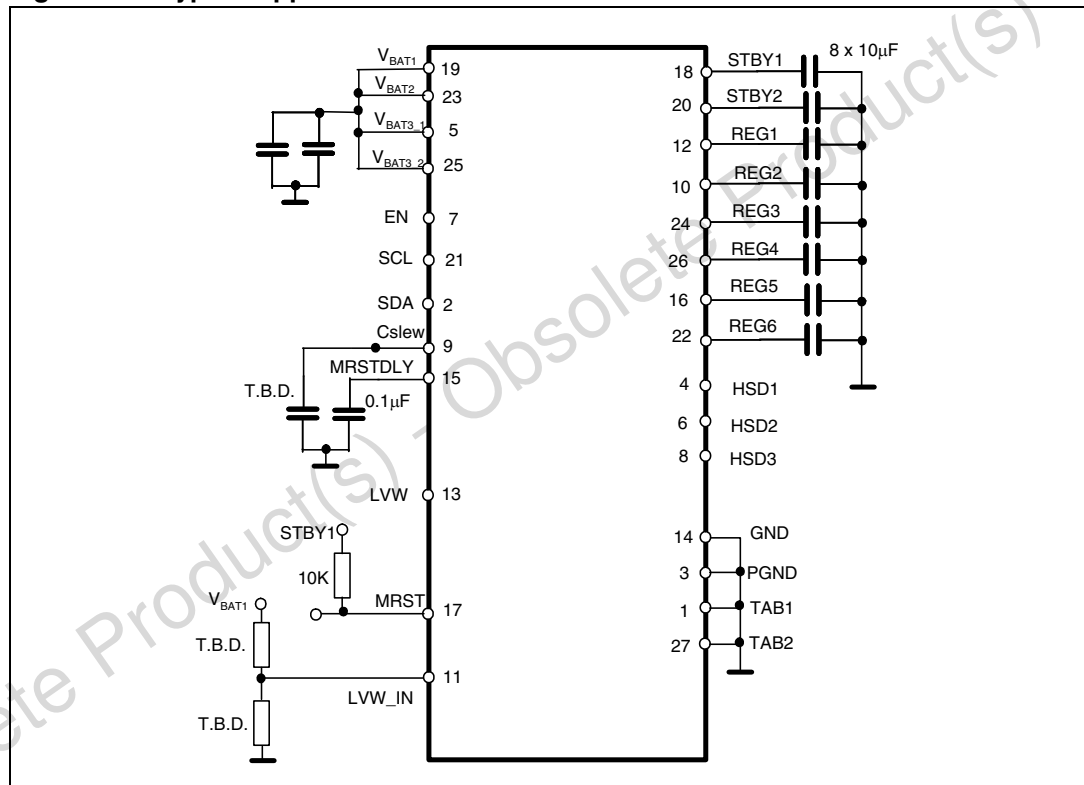 8 x 10µF
V_BAT1 19
V_BAT2 23
V_BAT3_1 5
V_BAT3_2 25
EN 7
SCL 21
SDA 2
Cslew 9
MRSTDLY 15
T.B.D.
0.1µF
LVW 13
STBY1
10K
MRST 17
V_BAT1
T.B.D.
11
LVW_IN
T.B.D.
18 STBY1
20 STBY2
12 REG1
10 REG2
24 REG3
26 REG4
16 REG5
22 REG6
4 HSD1
6 HSD2
8 HSD3
14 GND
3 PGND
1 TAB1
27 TAB2
ete Product(s) - Obsolete Product(s)